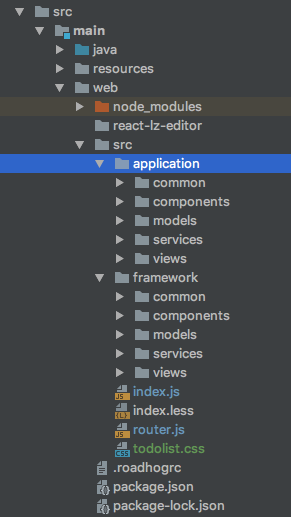 src
main
java
resources
web
node_modules
react-lz-editor
src
application
common
components
models
services
views
framework
common
components
models
services
views
index.js
index.less
router.js
todolist.css
.roadhogrc
package.json
package-lock.json